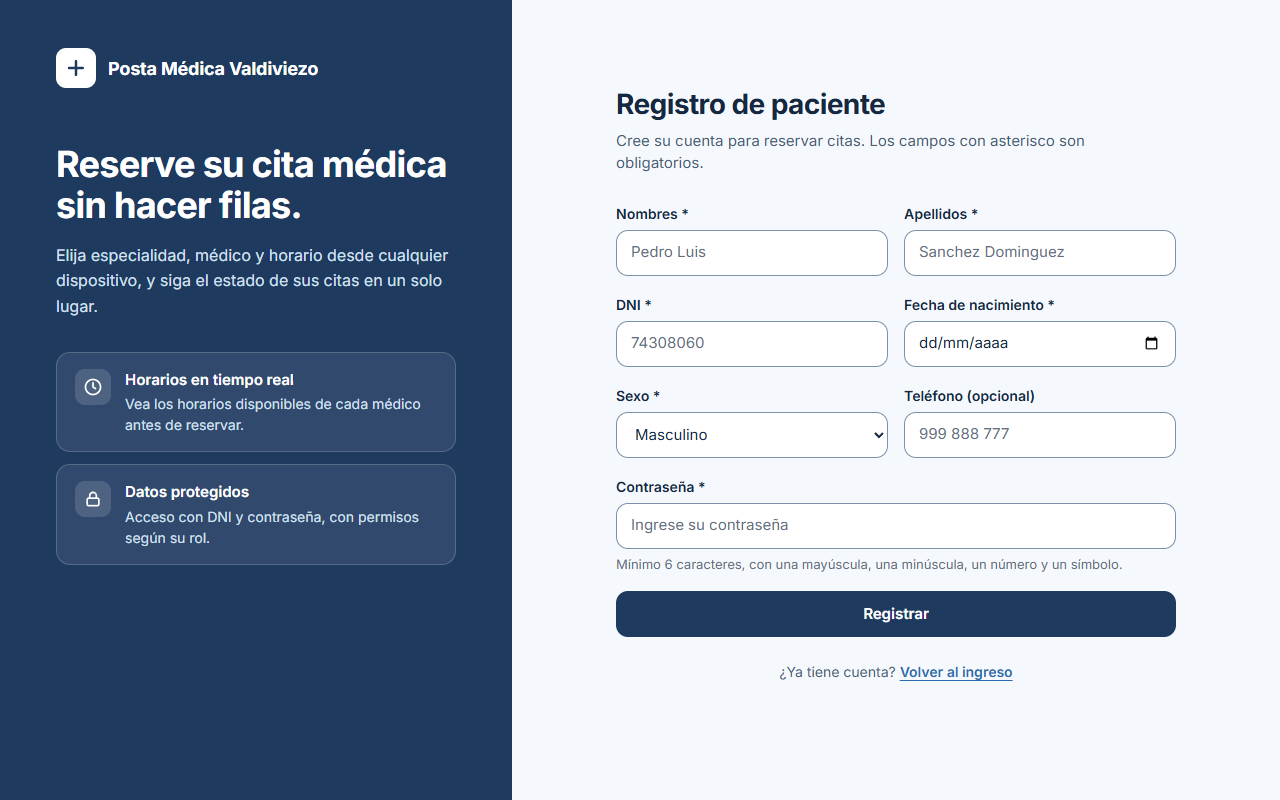 Posta Médica Valdiviezo
Reserve su cita médica
sin hacer filas.
Elija especialidad, médico y horario desde cualquier
dispositivo, y siga el estado de sus citas en un solo
lugar.
Horarios en tiempo real
Vea los horarios disponibles de cada médico
antes de reservar.
Datos protegidos
Acceso con DNI y contraseña, con permisos
según su rol.
Registro de paciente
Cree su cuenta para reservar citas. Los campos con asterisco son
obligatorios.
Nombres *
Pedro Luis
Apellidos *
Sanchez Dominguez
DNI *
74308060
Fecha de nacimiento *
dd/mm/aaaa
Sexo *
Masculino
Teléfono (opcional)
999 888 777
Contraseña *
Ingrese su contraseña
Mínimo 6 caracteres, con una mayúscula, una minúscula, un número y un símbolo.
Registrar
¿Ya tiene cuenta? Volver al ingreso